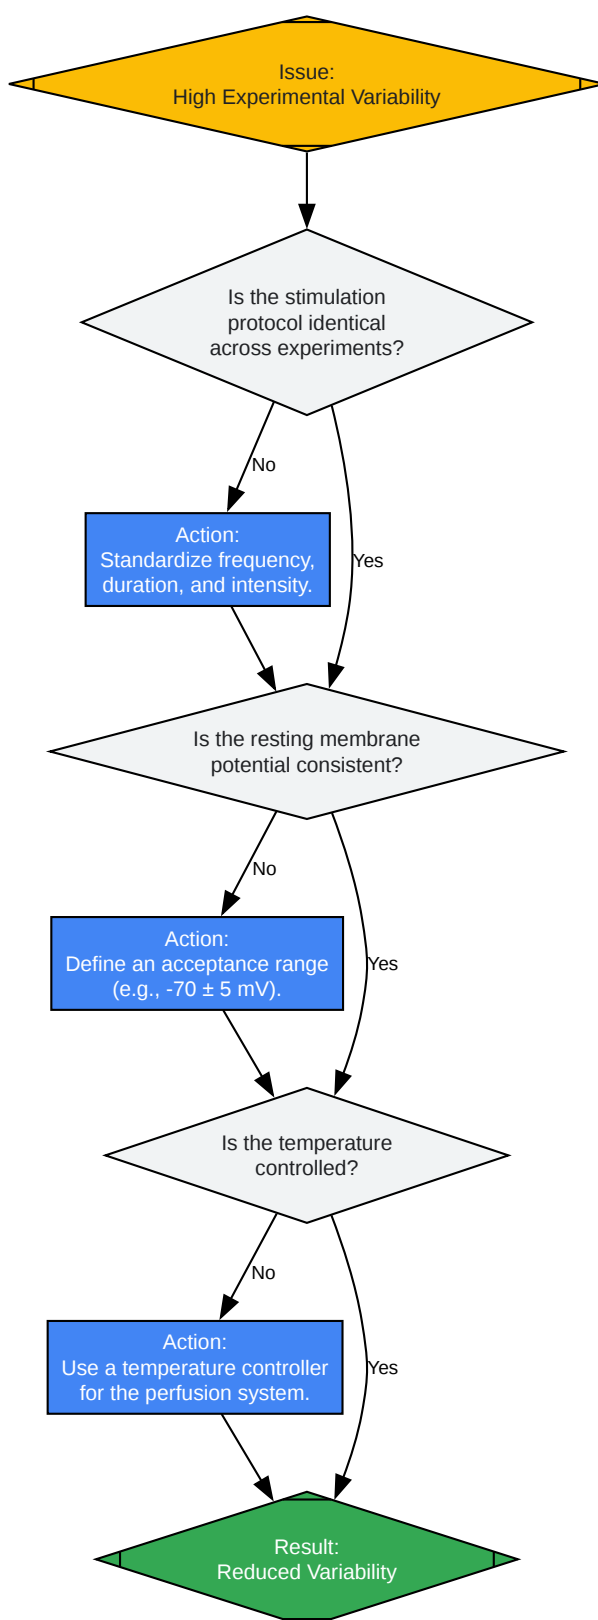 Issue:
High Experimental Variability
Is the stimulation
protocol identical
across experiments?
No
Yes
Action:
Standardize frequency,
duration, and intensity.
Is the resting membrane
potential consistent?
No
Yes
Action:
Define an acceptance range
(e.g., -70 ± 5 mV).
Is the temperature
controlled?
No
Yes
Action:
Use a temperature controller
for the perfusion system.
Result:
Reduced Variability